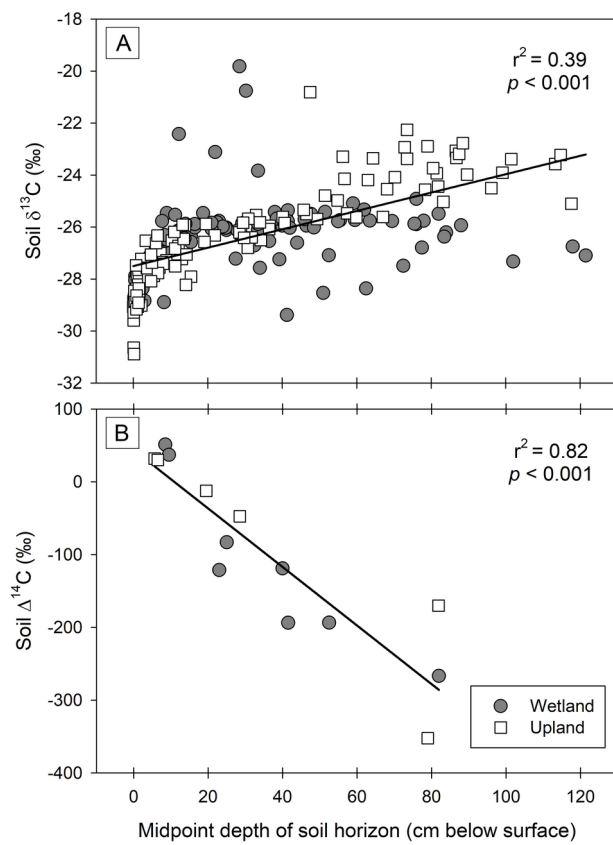 -18
A
r² = 0.39
p < 0.001
-20
-22
-24
-26
-28
-30
-32
Soil δ¹³C (‰)
100
B
r² = 0.82
p < 0.001
0
-100
-200
-300
-400
Soil Δ¹⁴C (‰)
Wetland
Upland
0 20 40 60 80 100 120
Midpoint depth of soil horizon (cm below surface)